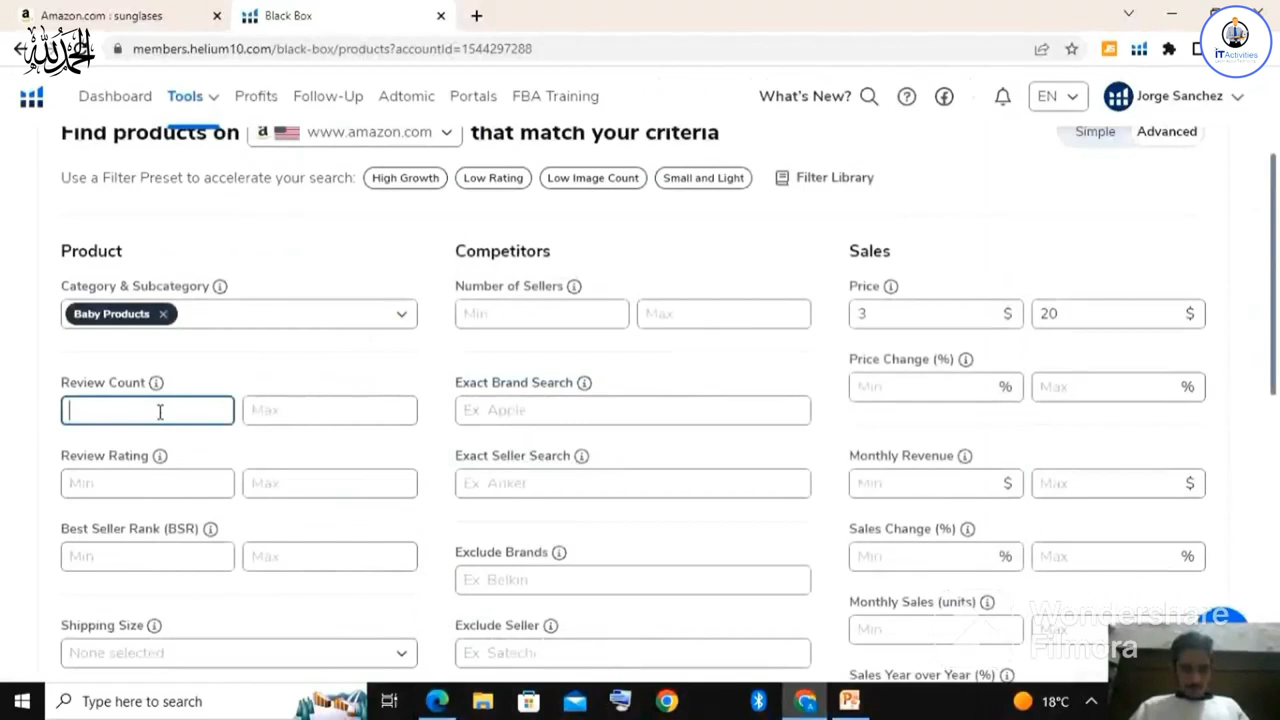 Amazon.com : sunglases
Black Box
الحمدلله
members.helium10.com/black-box/products?accountId=1544297288
iT Activities
Dashboard Tools Profits Follow-Up Adtomic Portals FBA Training What's New? EN Jorge Sanchez
Find products on www.amazon.com that match your criteria
Simple Advanced
Use a Filter Preset to accelerate your search: High Growth Low Rating Low Image Count Small and Light Filter Library
Product
Category & Subcategory
Baby Products
Review Count
Max
Review Rating
Min Max
Best Seller Rank (BSR)
Min Max
Shipping Size
None selected
Competitors
Number of Sellers
Min Max
Exact Brand Search
Ex Apple
Exact Seller Search
Ex Anker
Exclude Brands
Ex Belkin
Exclude Seller
Ex Satechi
Sales
Price
3 $ 20 $
Price Change (%)
Min % Max %
Monthly Revenue
Min $ Max $
Sales Change (%)
Min % Max %
Monthly Sales (units)
Min Max
Sales Year over Year (%)
Wondershare
Filmora
Type here to search
18°C